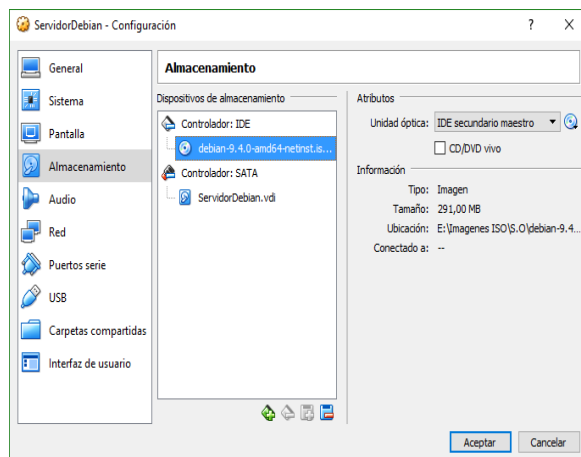 ServidorDebian - Configuración
?
General
Sistema
Pantalla
Almacenamiento
Audio
Red
Puertos serie
USB
Carpetas compartidas
Interfaz de usuario
Almacenamiento
Dispositivos de almacenamiento
Controlador: IDE
debian-9.4.0-amd64-netinst.is...
Controlador: SATA
ServidorDebian.vdi
Atributos
Unidad óptica: IDE secundario maestro
CD/DVD vivo
Información
Tipo: Imagen
Tamaño: 291,00 MB
Ubicación: E:\Imagenes ISO\S.O\debian-9.4...
Conectado a: --
Aceptar
Cancelar